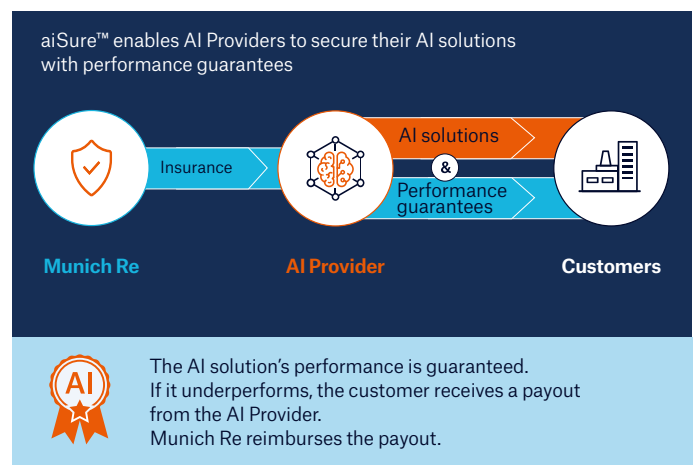 aiSure™ enables AI Providers to secure their AI solutions
with performance guarantees
Insurance
AI solutions
&
Performance
guarantees
Munich Re
AI Provider
Customers
AI
The AI solution’s performance is guaranteed.
If it underperforms, the customer receives a payout
from the AI Provider.
Munich Re reimburses the payout.